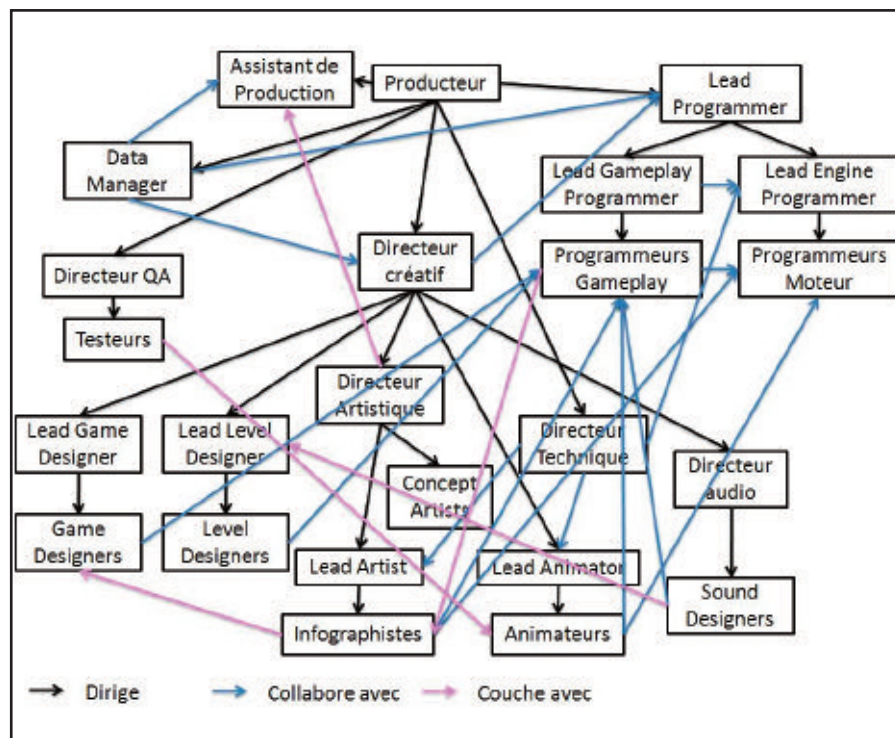 Assistant de
Production
Producteur
Lead
Programmer
Data
Manager
Lead Gameplay
Programmer
Lead Engine
Programmer
Directeur QA
Directeur
créatif
Programmeurs
Gameplay
Programmeurs
Moteur
Testeurs
Directeur
Artistique
Lead Game
Designer
Lead Level
Designer
Directeur
Technique
Directeur
audio
Concept
Artists
Game
Designers
Level
Designers
Lead Artist
Lead Animator
Sound
Designers
Infographistes
Animateurs
Dirige
Collabore avec
Couche avec